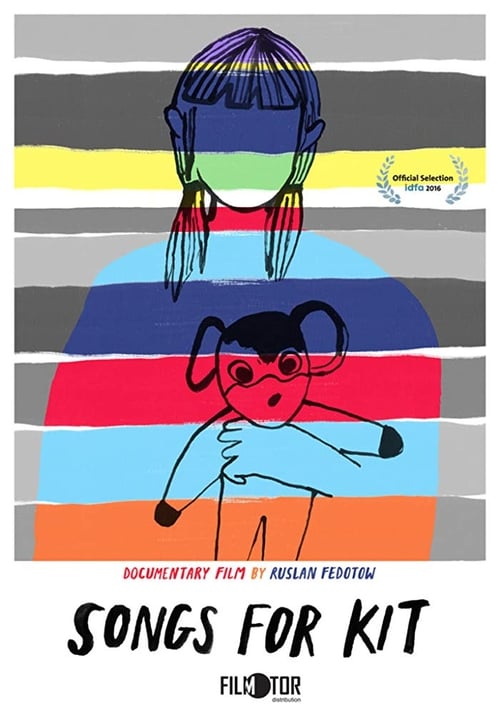 Official Selection
idfa 2016
DOCUMENTARY FILM BY RUSLAN FEDOTOW
SONGS FOR KIT
FILMOTOR
distribution